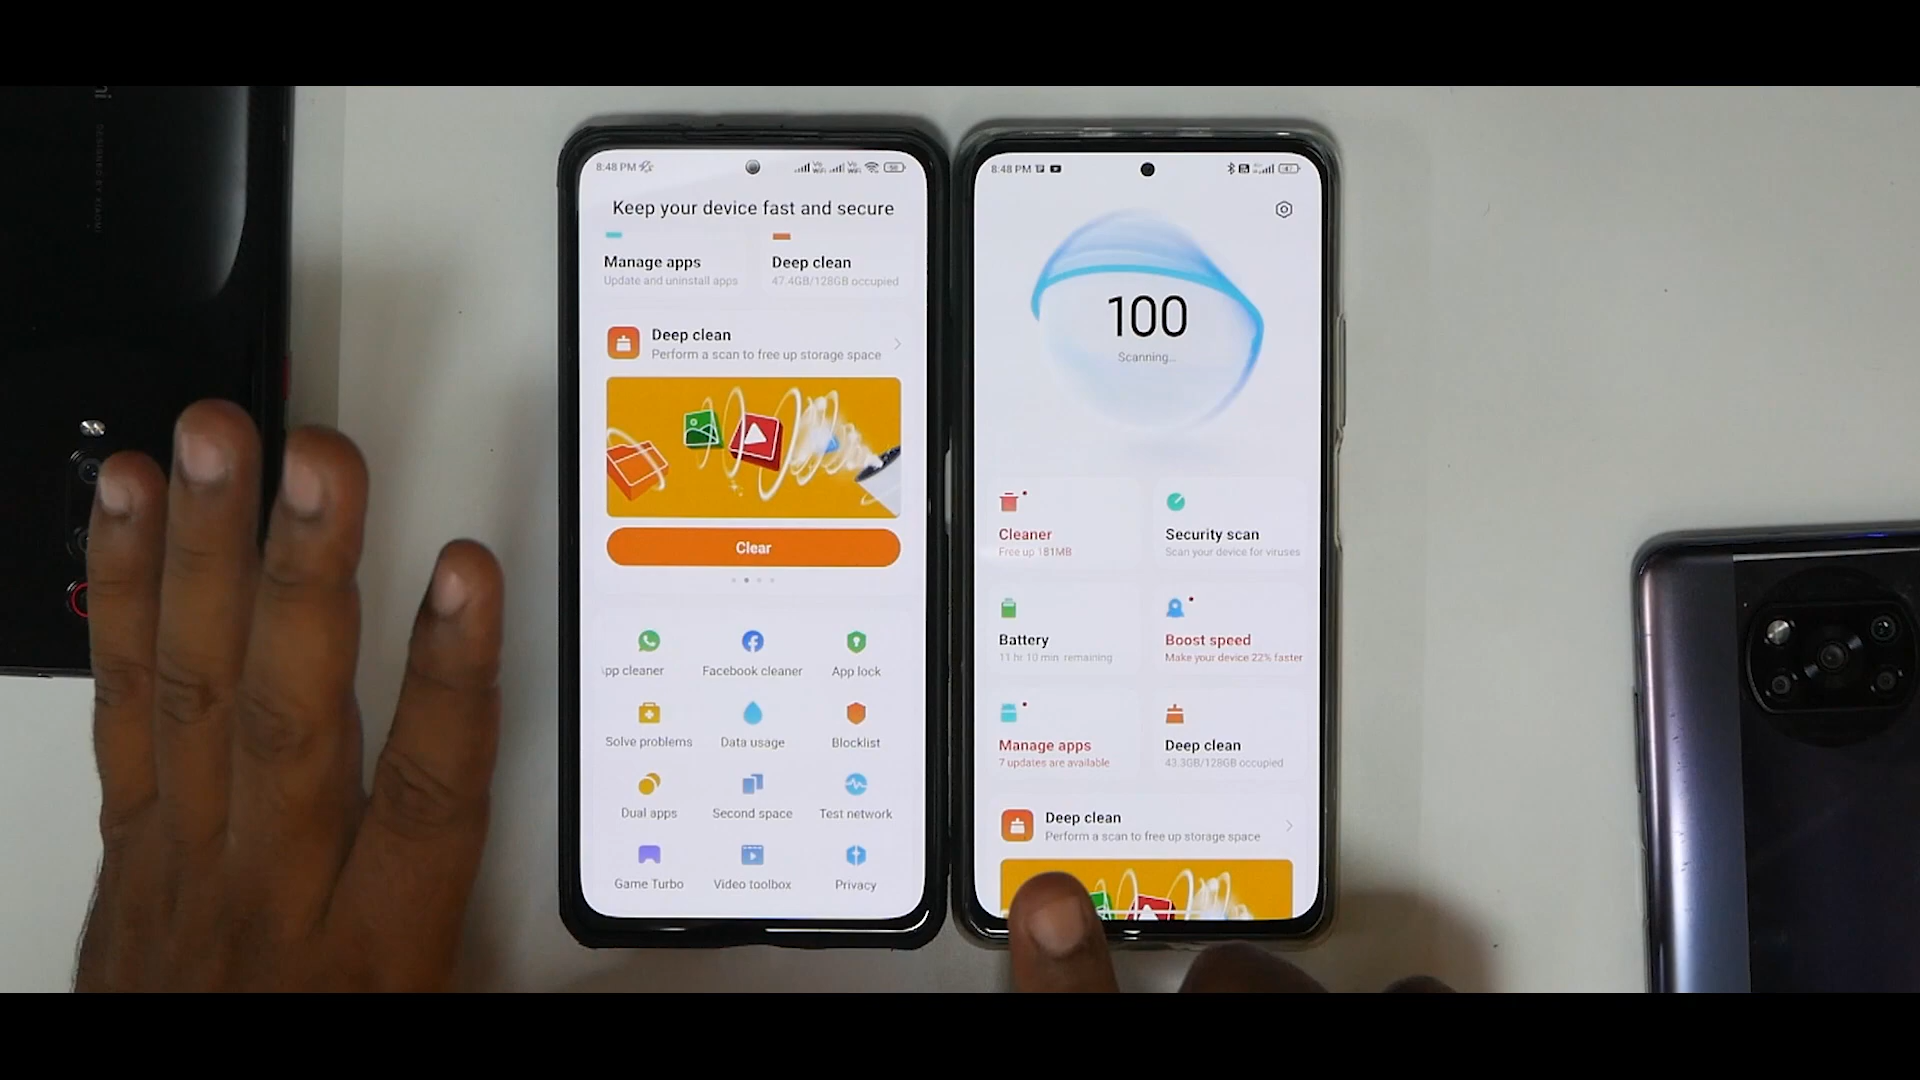 DESIGNED BY XIAOMI
8:48 PM
Keep your device fast and secure
Manage apps
Update and uninstall apps
Deep clean
47.4GB/128GB occupied
Deep clean
Perform a scan to free up storage space
Clear
pp cleaner
Facebook cleaner
App lock
Solve problems
Data usage
Blocklist
Dual apps
Second space
Test network
Game Turbo
Video toolbox
Privacy
8:48 PM
100
Scanning...
Cleaner
Free up 181MB
Security scan
Scan your device for viruses
Battery
11 hr 10 min remaining
Boost speed
Make your device 22% faster
Manage apps
7 updates are available
Deep clean
43.3GB/128GB occupied
Deep clean
Perform a scan to free up storage space